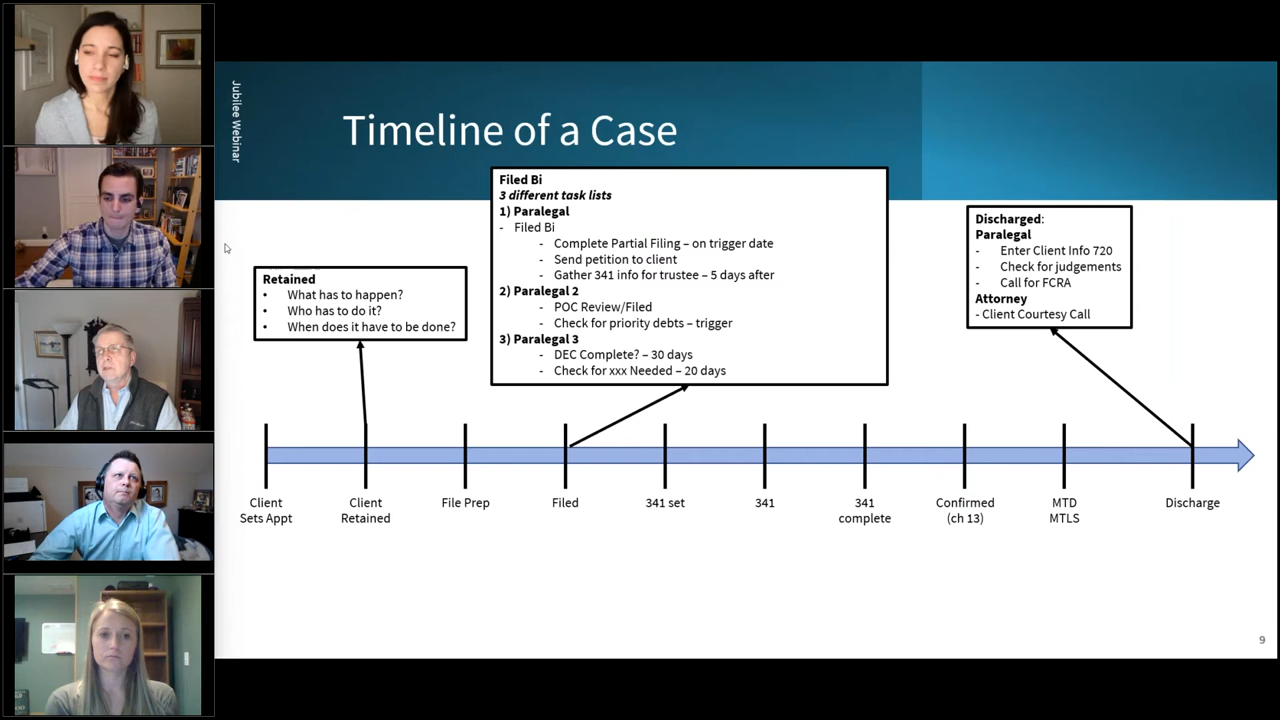 Jubilee Webinar
Timeline of a Case
Filed Bi
3 different task lists
1) Paralegal
- Filed Bi
- Complete Partial Filing – on trigger date
- Send petition to client
- Gather 341 info for trustee – 5 days after
2) Paralegal 2
- POC Review/Filed
- Check for priority debts – trigger
3) Paralegal 3
- DEC Complete? – 30 days
- Check for xxx Needed – 20 days
Retained
• What has to happen?
• Who has to do it?
• When does it have to be done?
Discharged:
Paralegal
- Enter Client Info 720
- Check for judgements
- Call for FCRA
Attorney
- Client Courtesy Call
Client
Sets Appt
Client
Retained
File Prep
Filed
341 set
341
341
complete
Confirmed
(ch 13)
MTD
MTLS
Discharge
9